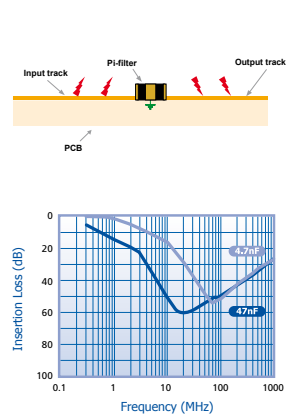 Pi-filter
Output track
Input track
PCB
0
20
40
60
80
100
Insertion Loss (dB)
4.7nF
47nF
0.1
1
10
100
1000
Frequency (MHz)